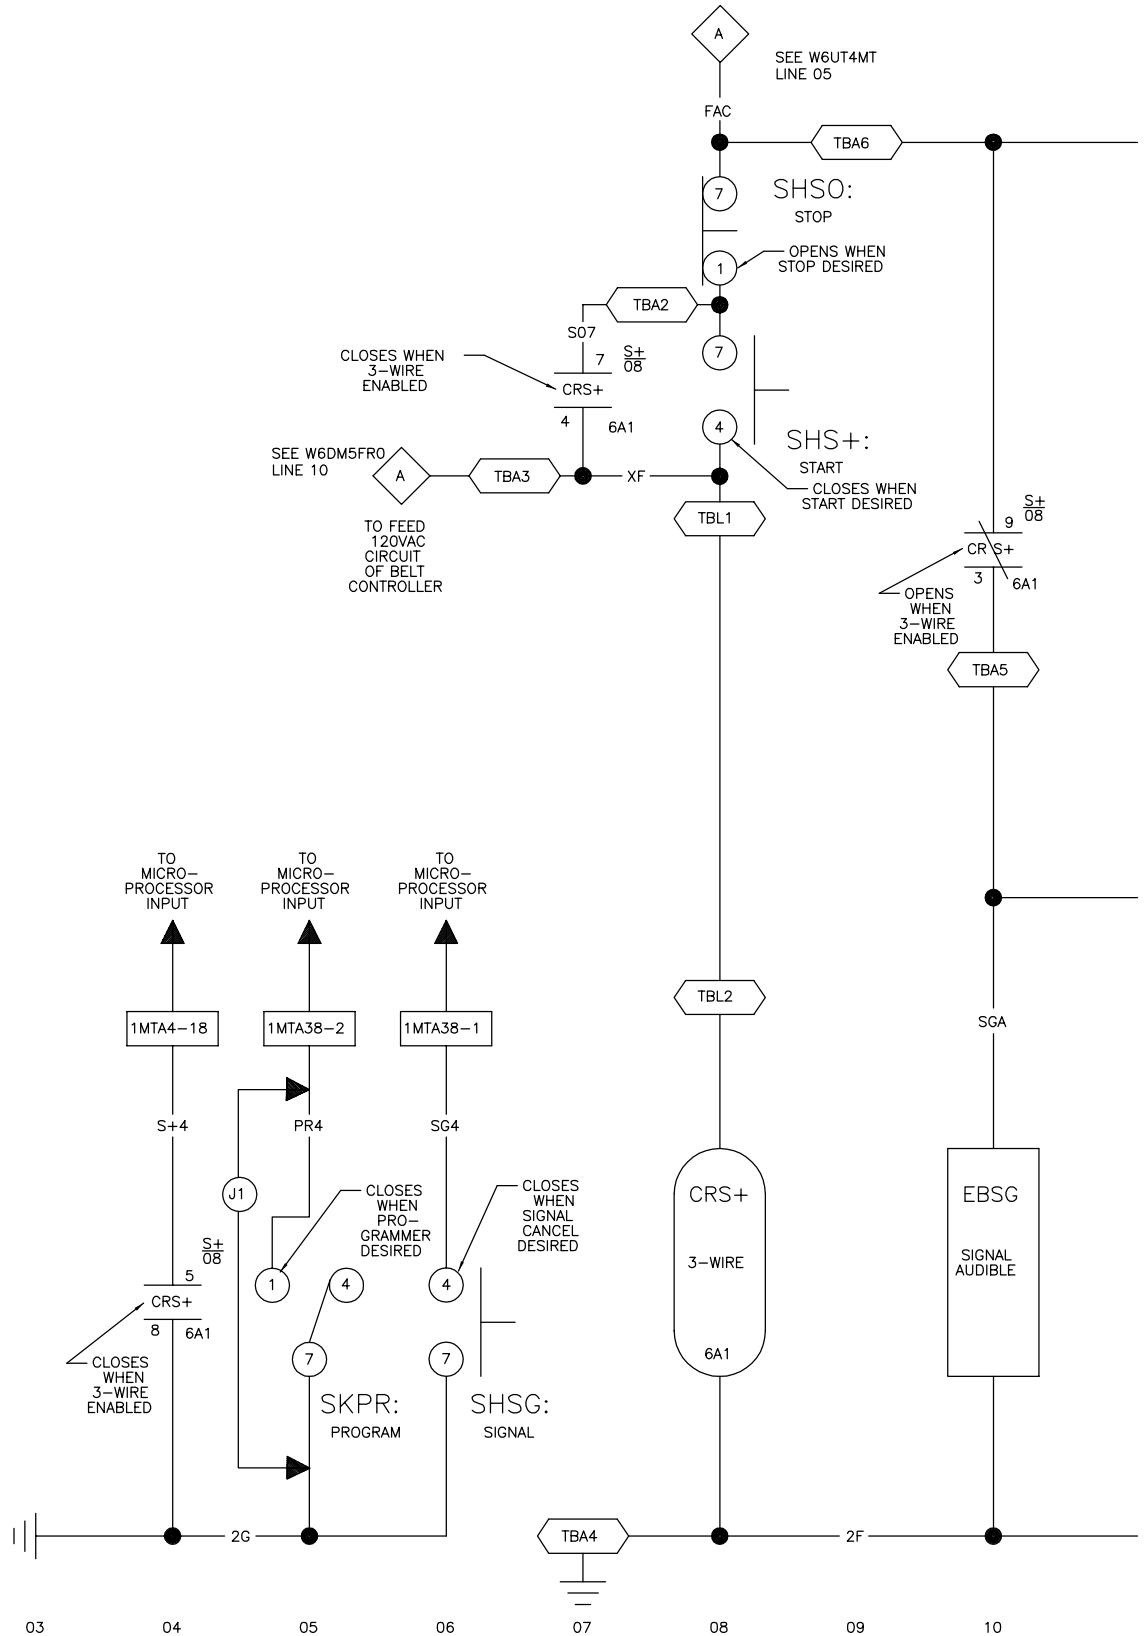 A
SEE W6UT4MT
LINE 05
FAC
TBA6
7
SHSO:
STOP
1
OPENS WHEN
STOP DESIRED
TBA2
S07
7
S+
08
CLOSES WHEN
3-WIRE
ENABLED
CRS+
4
6A1
7
4
SHS+:
START
CLOSES WHEN
START DESIRED
SEE W6DM5FRO
LINE 10
A
TBA3
XF
TO FEED
120VAC
CIRCUIT
OF BELT
CONTROLLER
TBL1
9
S+
08
CRS+
3
6A1
OPENS
WHEN
3-WIRE
ENABLED
TBA5
TO
MICRO-
PROCESSOR
INPUT
TO
MICRO-
PROCESSOR
INPUT
TO
MICRO-
PROCESSOR
INPUT
TBL2
1MTA4-18
1MTA38-2
1MTA38-1
SGA
S+4
PR4
SG4
J1
CLOSES
WHEN
PRO-
GRAMMER
DESIRED
CLOSES
WHEN
SIGNAL
CANCEL
DESIRED
CRS+
3-WIRE
6A1
EBSG
SIGNAL
AUDIBLE
S+
08
5
CRS+
8
6A1
1
4
4
7
7
CLOSES
WHEN
3-WIRE
ENABLED
SKPR:
PROGRAM
SHSG:
SIGNAL
2G
TBA4
2F
03
04
05
06
07
08
09
10